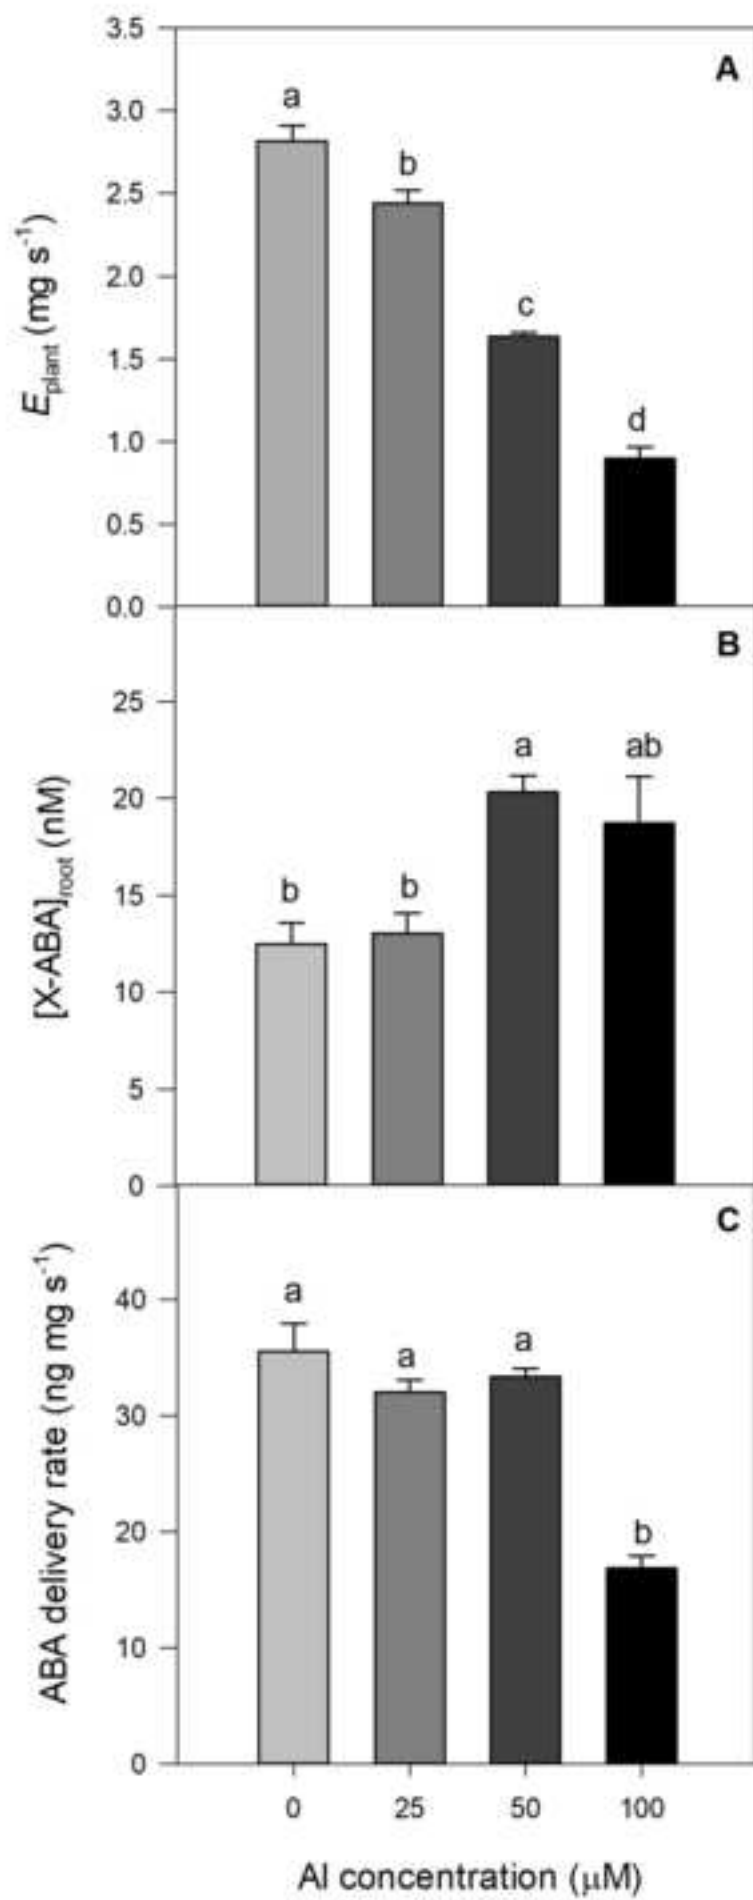 A
3.5
3.0
2.5
2.0
1.5
1.0
0.5
0.0
E_plant (mg s⁻¹)
a
b
c
d
B
25
20
15
10
5
0
[X-ABA]_root (nM)
b
b
a
ab
C
40
30
20
10
0
ABA delivery rate (ng mg s⁻¹)
a
a
a
b
0 25 50 100
Al concentration (μM)